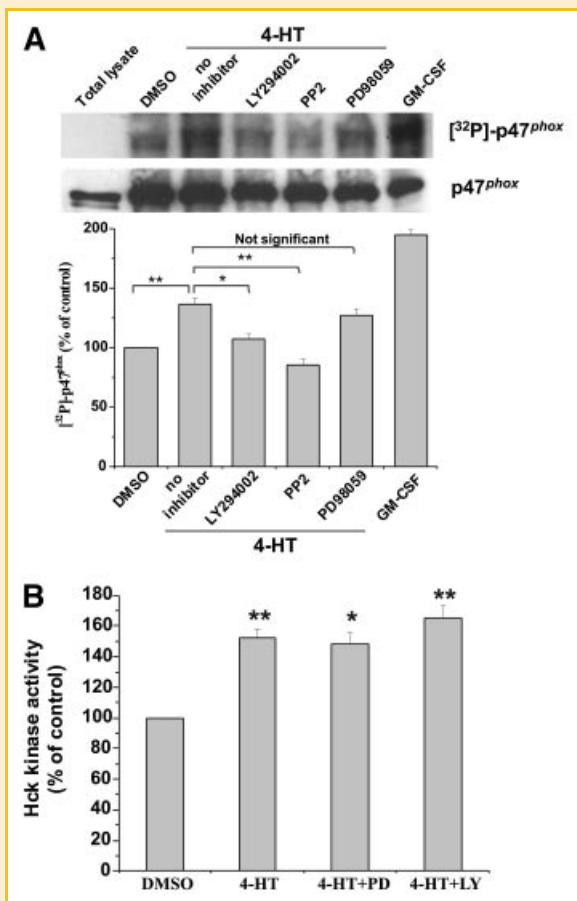 A
4-HT
Total lysate
DMSO
no inhibitor
LY294002
PP2
PD98059
GM-CSF
[³²P]-p47phox
p47phox
[³²P]-p47phox (% of control)
200
150
100
50
0
Not significant
**
**
*
DMSO
no inhibitor
LY294002
PP2
PD98059
GM-CSF
4-HT
B
Hck kinase activity
(% of control)
180
160
140
120
100
80
60
40
20
0
**
*
**
DMSO 4-HT 4-HT+PD 4-HT+LY